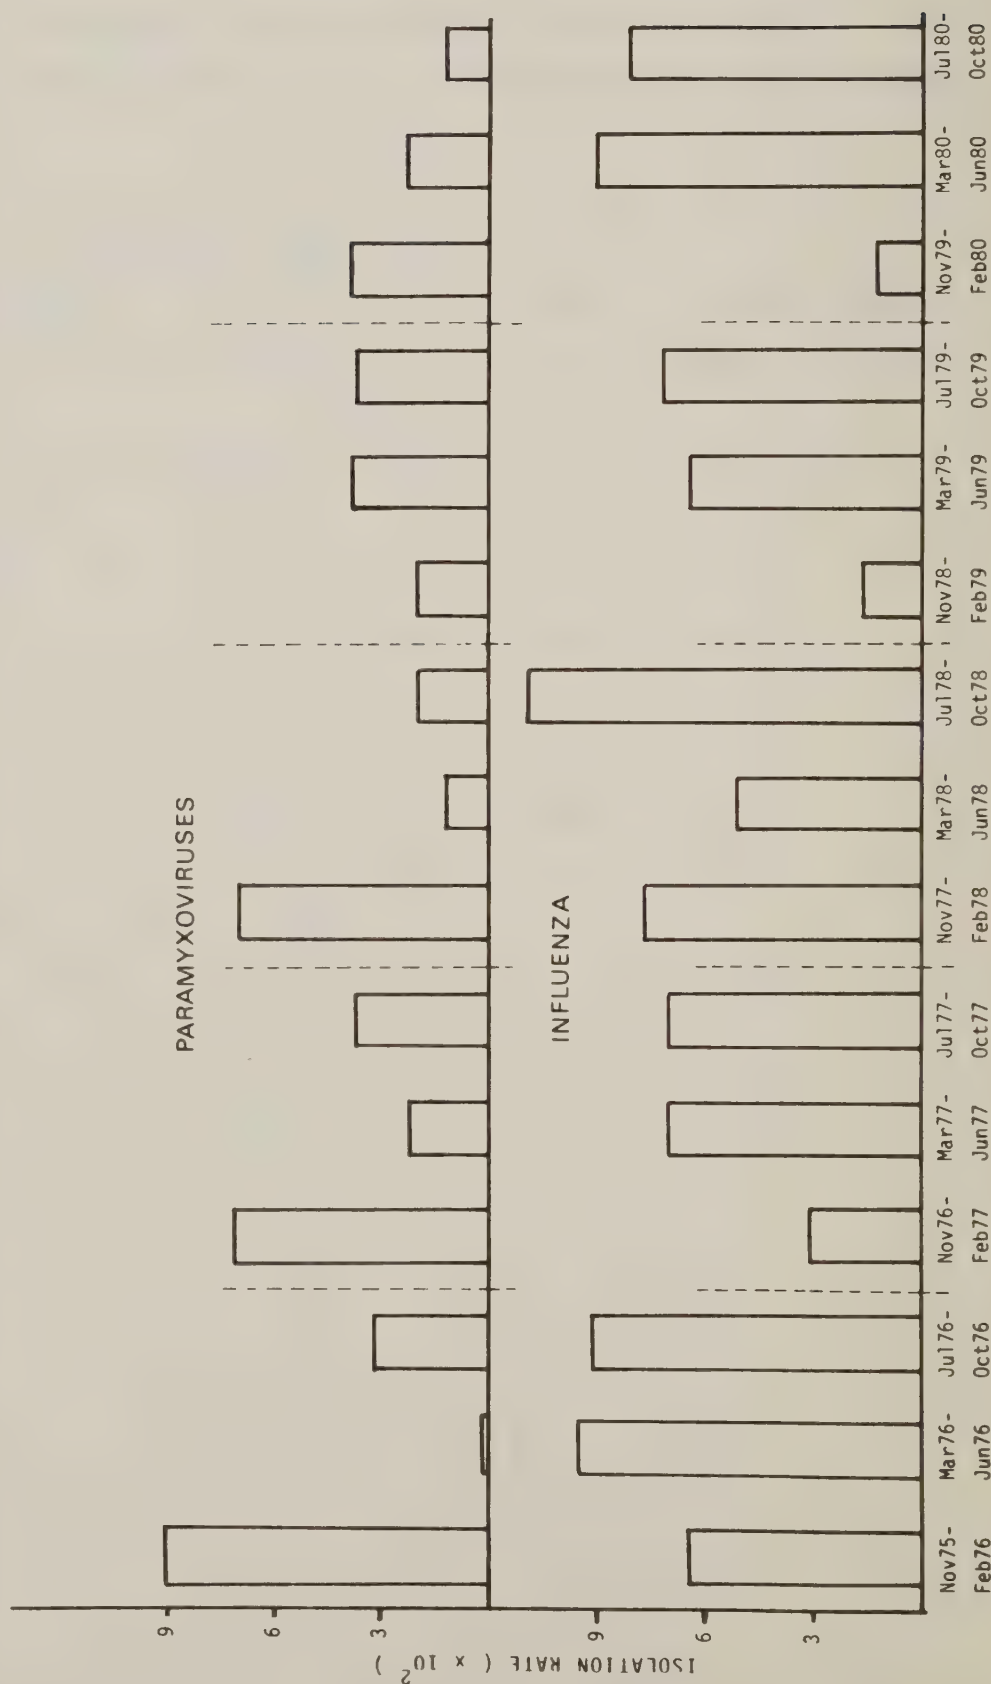 PARAMYXOVIRUSES
9
6
3
ISOLATION RATE ( x 10² )
INFLUENZA
9
6
3
Nov75- Mar76- Jul76- Nov76- Mar77- Jul77- Nov77- Mar78- Jul78- Nov78- Mar79- Jul79- Nov79- Mar80- Jul80-
Feb76 Jun76 Oct76 Feb77 Jun77 Oct77 Feb78 Jun78 Oct78 Feb79 Jun79 Oct79 Feb80 Jun80 Oct80